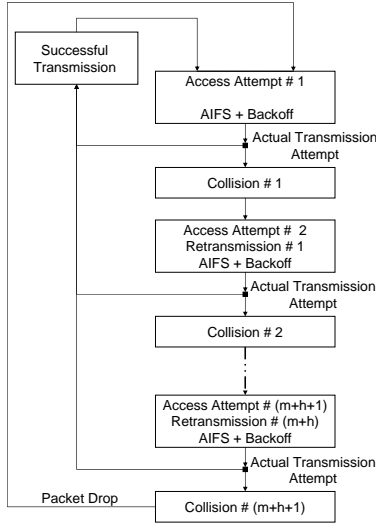 Successful
Transmission
Access Attempt # 1
AIFS + Backoff
Actual Transmission
Attempt
Collision # 1
Access Attempt # 2
Retransmission # 1
AIFS + Backoff
Actual Transmission
Attempt
Collision # 2
Access Attempt # (m+h+1)
Retransmission # (m+h)
AIFS + Backoff
Actual Transmission
Attempt
Packet Drop
Collision # (m+h+1)